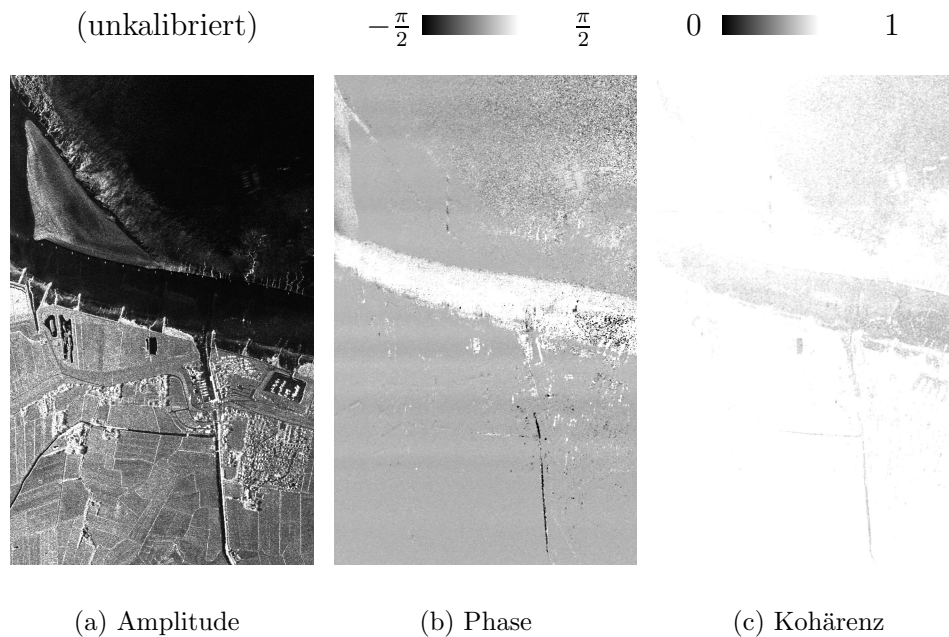 (unkalibriert) −π/2 π/2 0 1
(a) Amplitude (b) Phase (c) Kohärenz